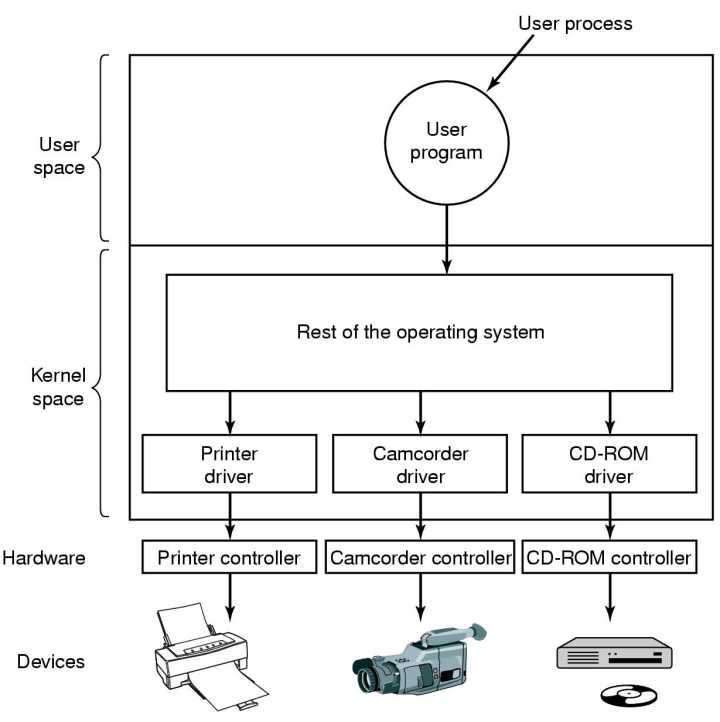 User process
User
space
User
program
Rest of the operating system
Kernel
space
Printer
driver
Camcorder
driver
CD-ROM
driver
Hardware
Printer controller
Camcorder controller
CD-ROM controller
Devices